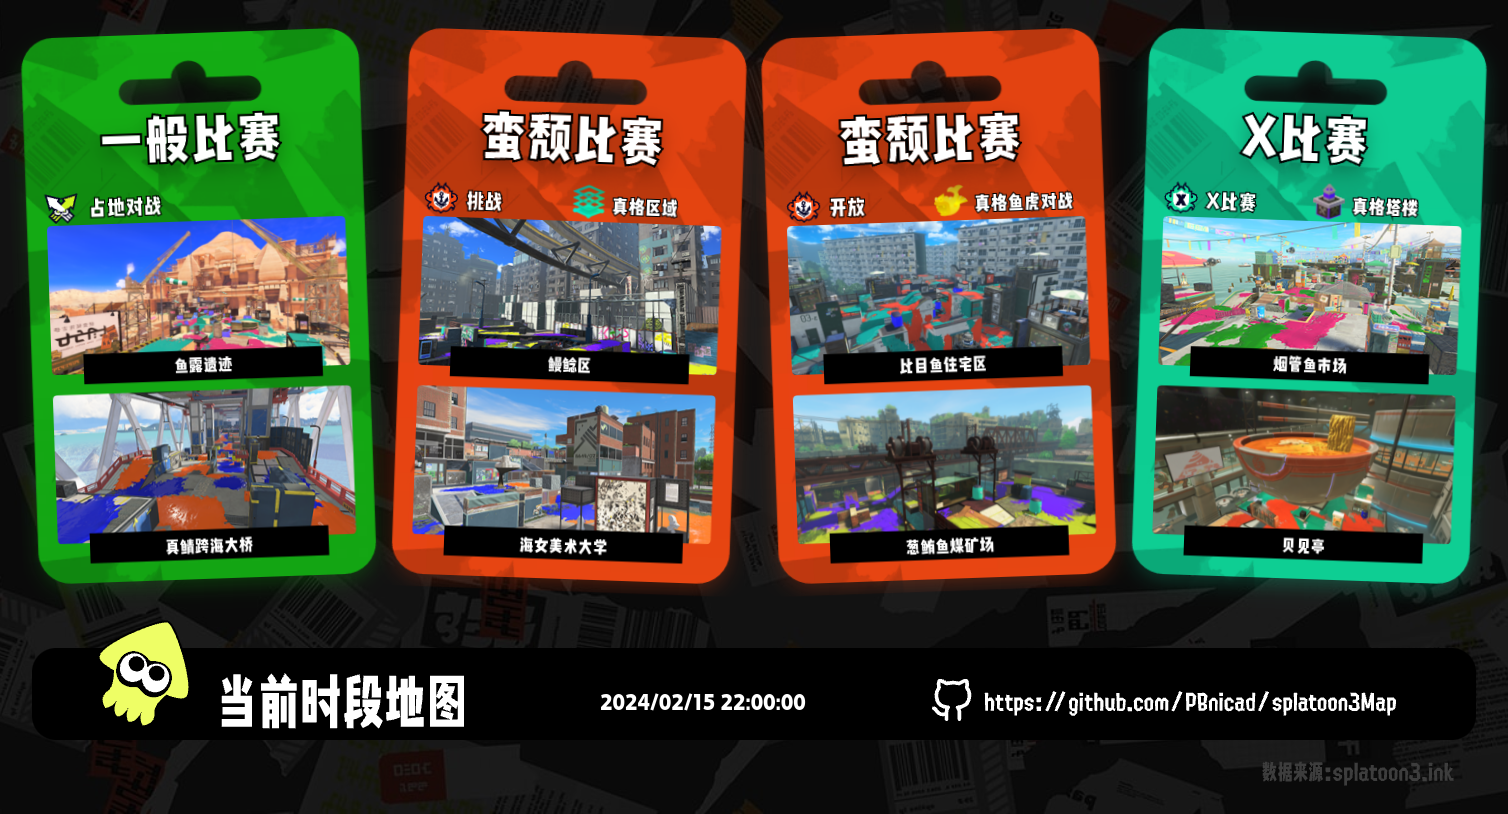 一般比赛
占地对战
鱼露遗迹
真鲭跨海大桥
蛮颓比赛
挑战
真格区域
鳗鲶区
海女美术大学
蛮颓比赛
开放
真格鱼虎对战
比目鱼住宅区
葱鲔鱼煤矿场
X比赛
X比赛
真格塔楼
烟管鱼市场
贝见亭
当前时段地图
2024/02/15 22:00:00
https://github.com/PBnicad/splatoon3Map
数据来源:splatoon3.ink